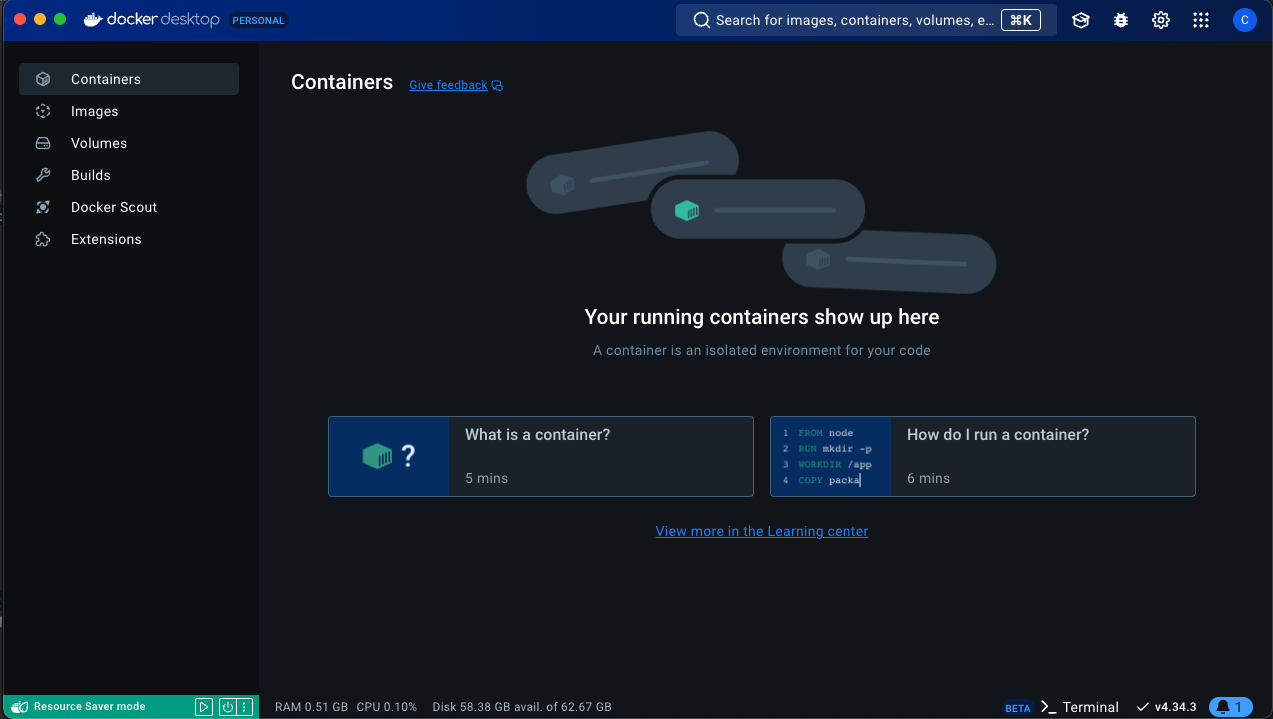 docker desktop PERSONAL
Search for images, containers, volumes, e... ⌘K
C
Containers
Images
Volumes
Builds
Docker Scout
Extensions
Containers Give feedback
Your running containers show up here
A container is an isolated environment for your code
?
What is a container?
5 mins
1 FROM node
2 RUN mkdir -p
3 WORKDIR /app
4 COPY packa
How do I run a container?
6 mins
View more in the Learning center
Resource Saver mode
RAM 0.51 GB CPU 0.10% Disk 58.38 GB avail. of 62.67 GB
BETA >_ Terminal ✓ v4.34.3 1